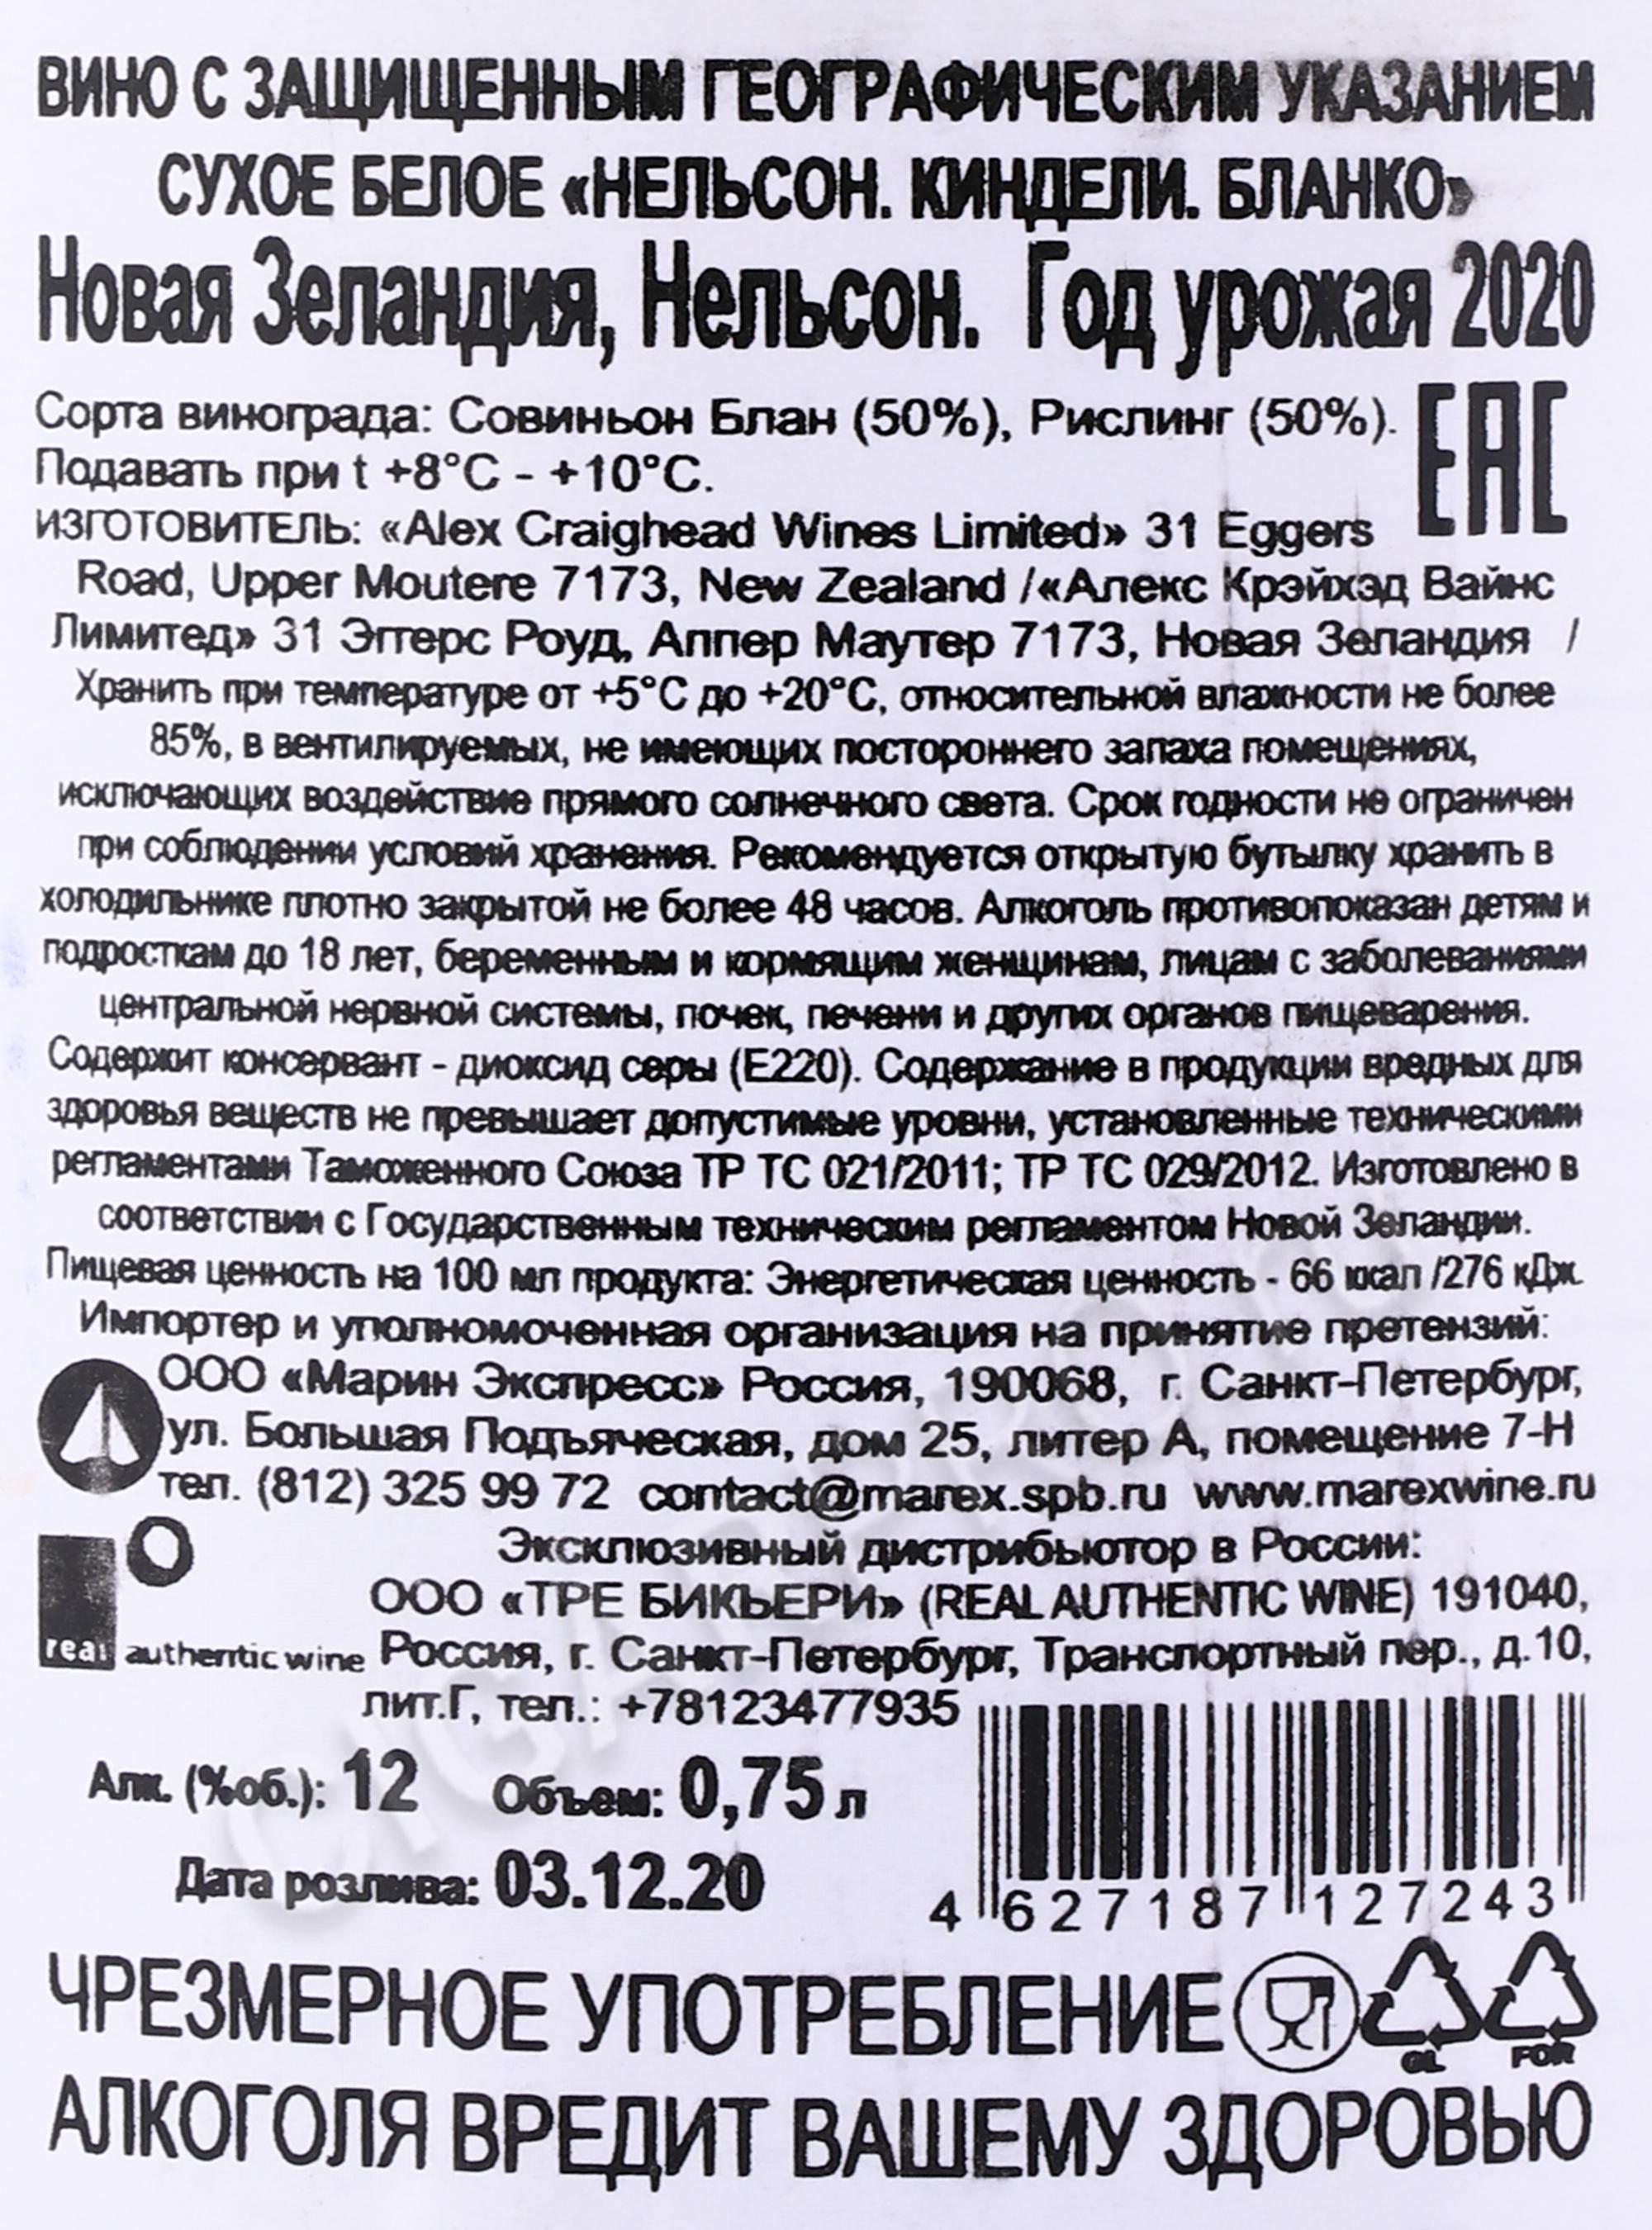 ВИНО С ЗАЩИЩЕННЫМ ГЕОГРАФИЧЕСКИМ УКАЗАНИЕМ
СУХОЕ БЕЛОЕ «НЕЛЬСОН. КИНДЕЛИ. БЛАНКО»
Новая Зеландия, Нельсон. Год урожая 2020
Сорта винограда: Совиньон Блан (50%), Рислинг (50%).
EAC
Подавать при t +8°C - +10°C.
ИЗГОТОВИТЕЛЬ: «Alex Craighead Wines Limited» 31 Eggers
Road, Upper Moutere 7173, New Zealand /«Алекс Крэйхэд Вайнс
Лимитед» 31 Эггерс Роуд, Аппер Маутер 7173, Новая Зеландия /
Хранить при температуре от +5°C до +20°C, относительной влажности не более
85%, в вентилируемых, не имеющих постороннего запаха помещениях,
исключающих воздействие прямого солнечного света. Срок годности не ограничен
при соблюдении условий хранения. Рекомендуется открытую бутылку хранить в
холодильнике плотно закрытой не более 48 часов. Алкоголь противопоказан детям и
подросткам до 18 лет, беременным и кормящим женщинам, лицам с заболеваниями
центральной нервной системы, почек, печени и других органов пищеварения.
Содержит консервант - диоксид серы (E220). Содержание в продукции вредных для
здоровья веществ не превышает допустимые уровни, установленные техническими
регламентами Таможенного Союза ТР ТС 021/2011; ТР ТС 029/2012. Изготовлено в
соответствии с Государственным техническим регламентом Новой Зеландии.
Пищевая ценность на 100 мл продукта: Энергетическая ценность - 66 ккал /276 кДж.
Импортер и уполномоченная организация на принятие претензий:
ООО «Марин Экспресс» Россия, 190068, г. Санкт-Петербург,
ул. Большая Подъяческая, дом 25, литер А, помещение 7-Н
тел. (812) 325 99 72 contact@marex.spb.ru www.marexwine.ru
Эксклюзивный дистрибьютор в России:
ООО «ТРЕ БИКЬЕРИ» (REAL AUTHENTIC WINE) 191040,
real authentic wine Россия, г. Санкт-Петербург, Транспортный пер., д.10,
лит.Г, тел.: +78123477935
Алк. (%об.): 12 Объем: 0,75 л
Дата розлива: 03.12.20
4 627187 127243
ЧРЕЗМЕРНОЕ УПОТРЕБЛЕНИЕ
GL FOR
АЛКОГОЛЯ ВРЕДИТ ВАШЕМУ ЗДОРОВЬЮ